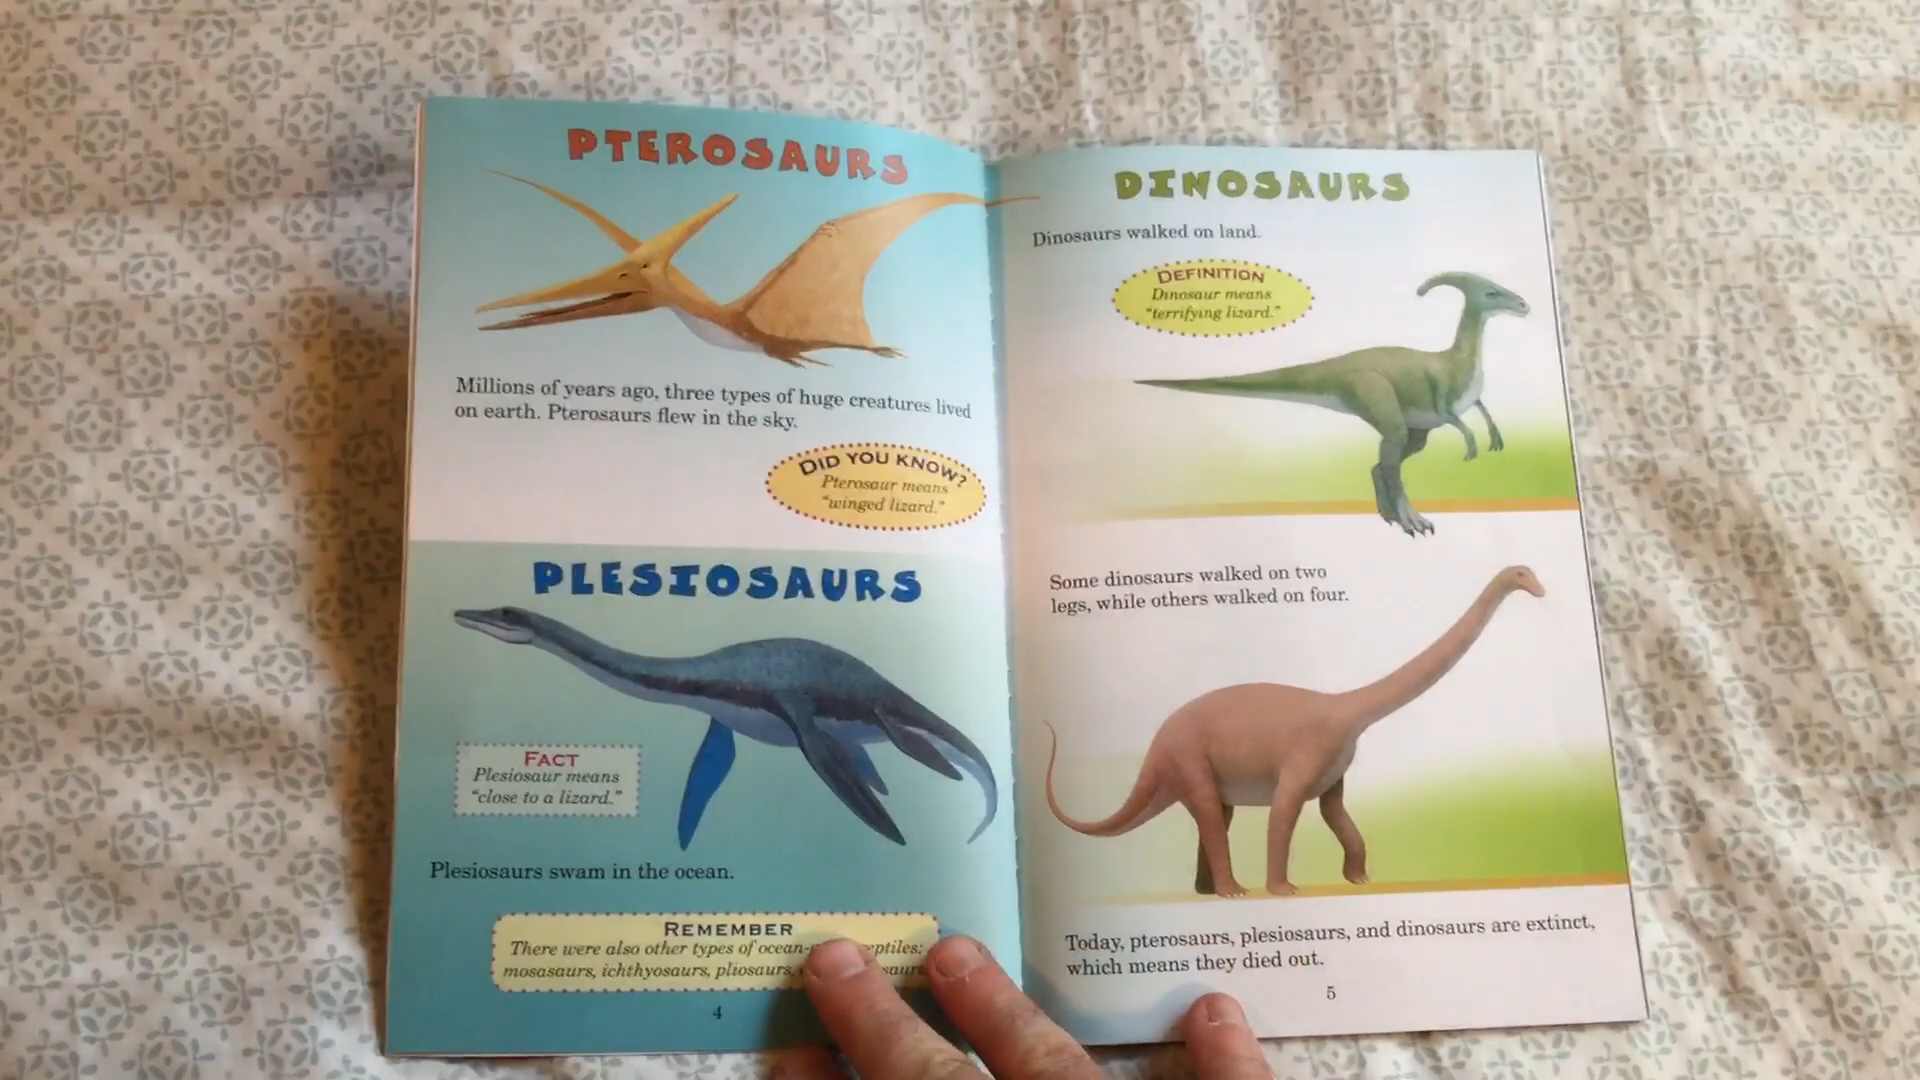 PTEROSAURS
Millions of years ago, three types of huge creatures lived
on earth. Pterosaurs flew in the sky.
DID YOU KNOW?
Pterosaur means
"winged lizard."
PLESIOSAURS
FACT
Plesiosaur means
"close to a lizard."
Plesiosaurs swam in the ocean.
REMEMBER
There were also other types of
mosasaurs, ichthyosaurs, pliosaurs,
4
DINOSAURS
Dinosaurs walked on land.
DEFINITION
Dinosaur means
"terrifying lizard."
Some dinosaurs walked on two
legs, while others walked on four.
Today, pterosaurs, plesiosaurs, and dinosaurs are extinct,
which means they died out.
5